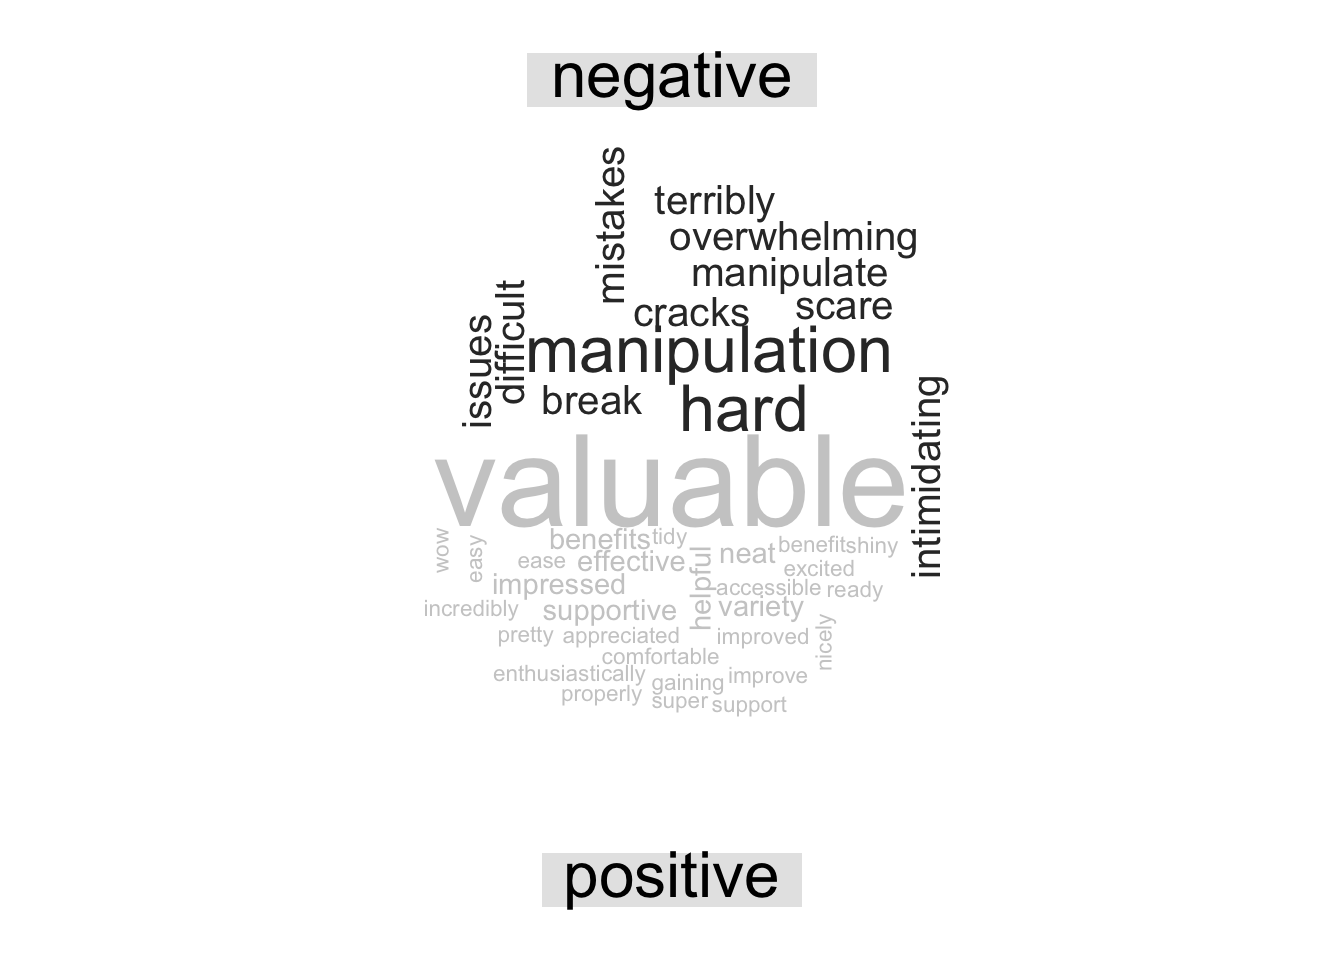 negative
mistakes
terribly
overwhelming
manipulate
scare
cracks
difficult
issues
manipulation
break
hard
intimidating
valuable
wow
easy
benefits
tidy
helpful
neat
benefit
shiny
ease
effective
excited
impressed
accessible
ready
incredibly
supportive
variety
pretty
appreciated
improved
nicely
comfortable
enthusiastically
gaining
improve
properly
super
support
positive